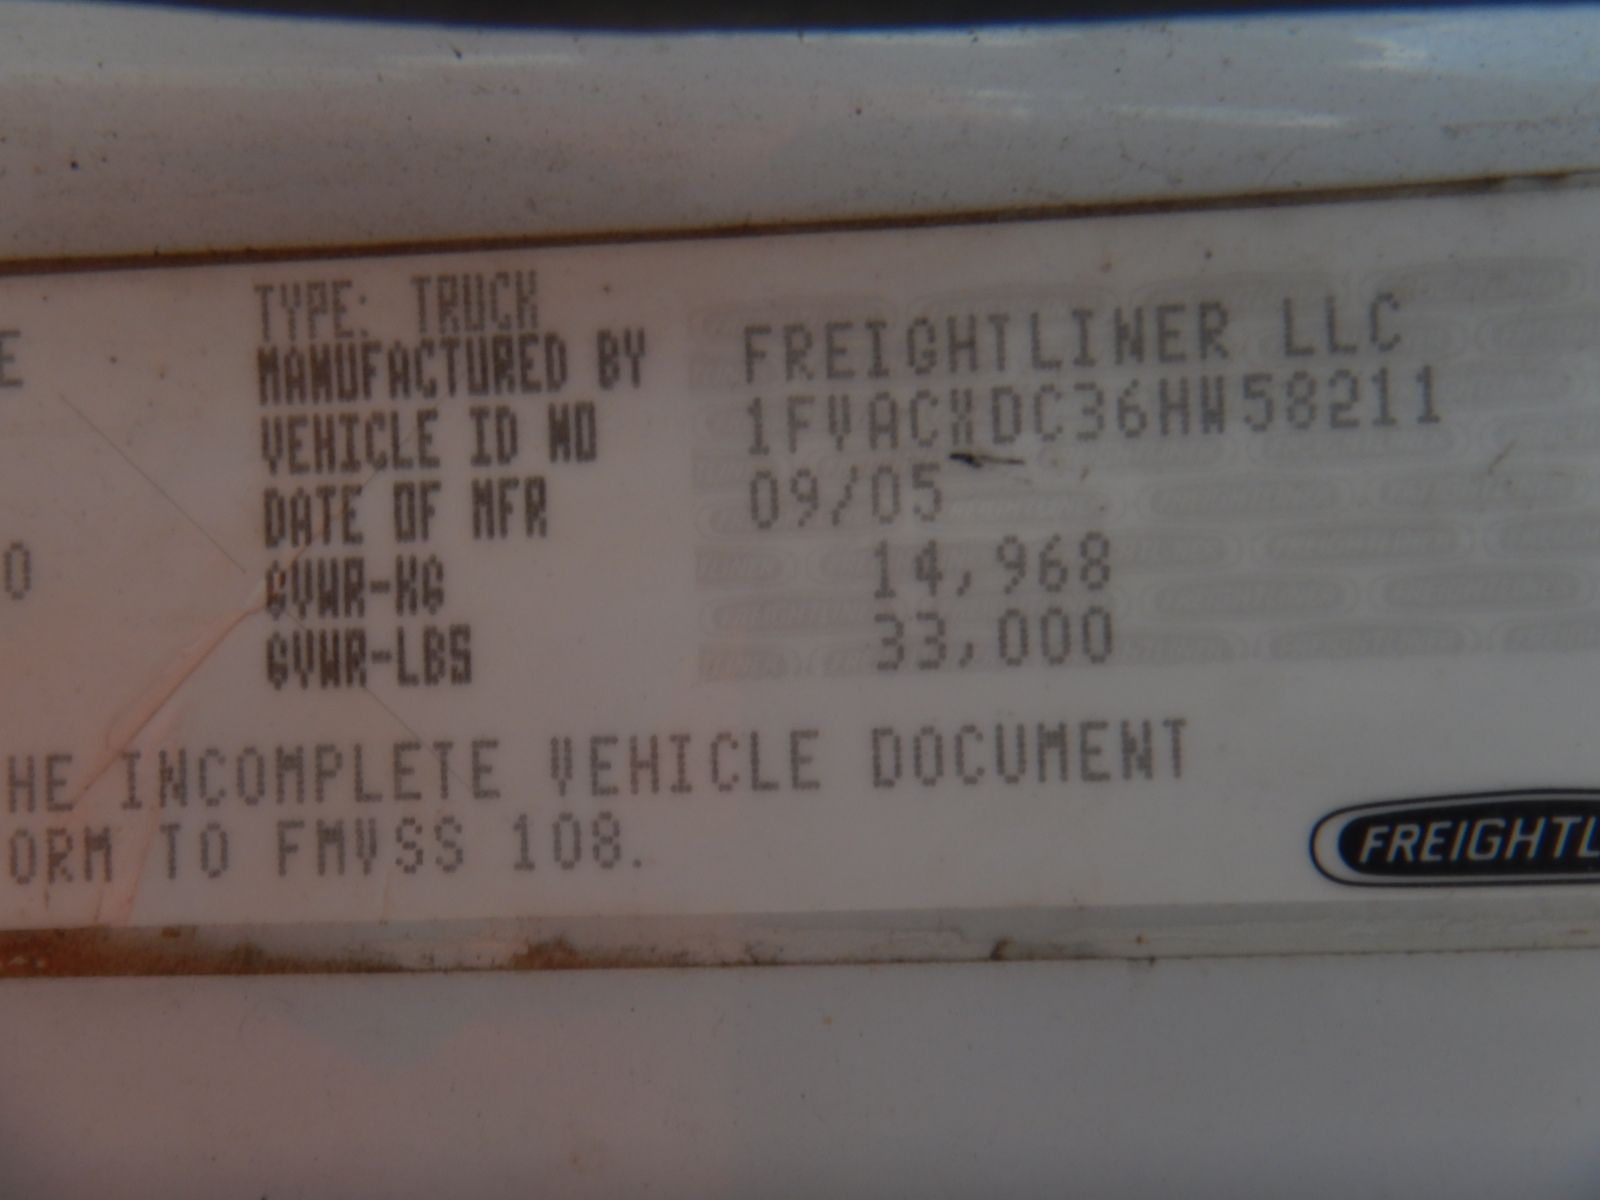 TYPE: TRUCK
E MANUFACTURED BY FREIGHTLINER LLC
VEHICLE ID NO 1FVACXDC36HW58211
DATE OF MFR 09/05
0 GVWR-KG 14,968
GVWR-LBS 33,000
HE INCOMPLETE VEHICLE DOCUMENT
ORM TO FMVSS 108.
FREIGHTL